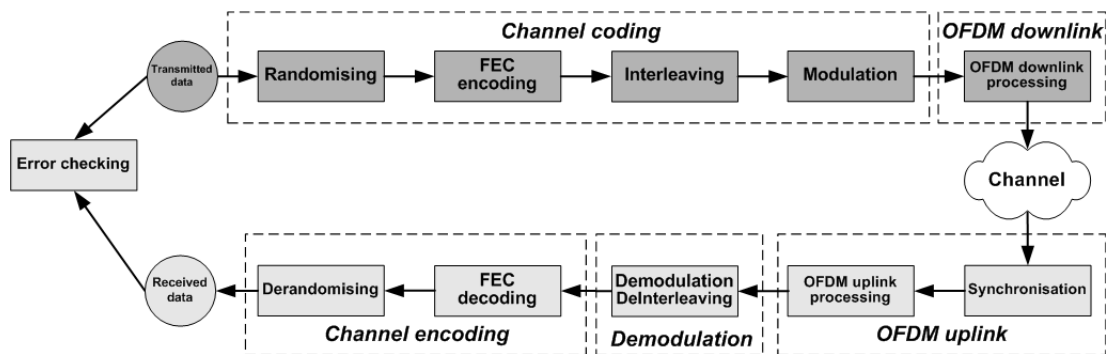 Channel coding
OFDM downlink
Transmitted
data
Randomising
FEC
encoding
Interleaving
Modulation
OFDM downlink
processing
Error checking
Channel
Received
data
Derandomising
FEC
decoding
Demodulation
DeInterleaving
OFDM uplink
processing
Synchronisation
Channel encoding
Demodulation
OFDM uplink